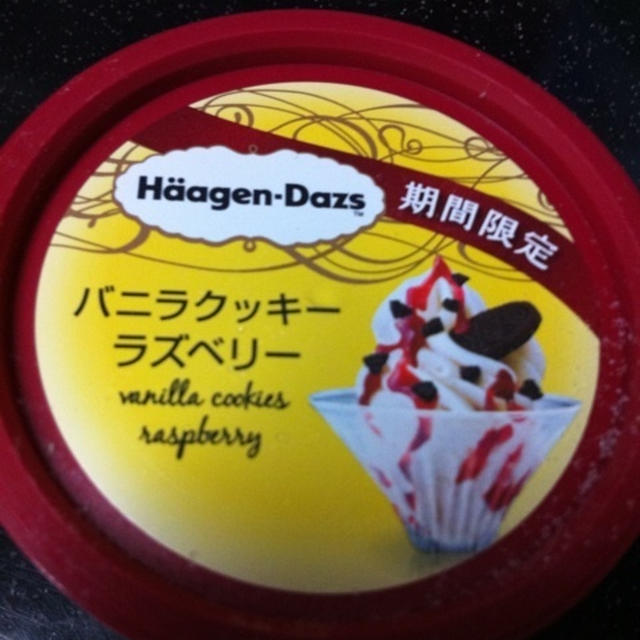 Häagen-Dazs™
期間限定
バニラクッキー
ラズベリー
vanilla cookies
raspberry